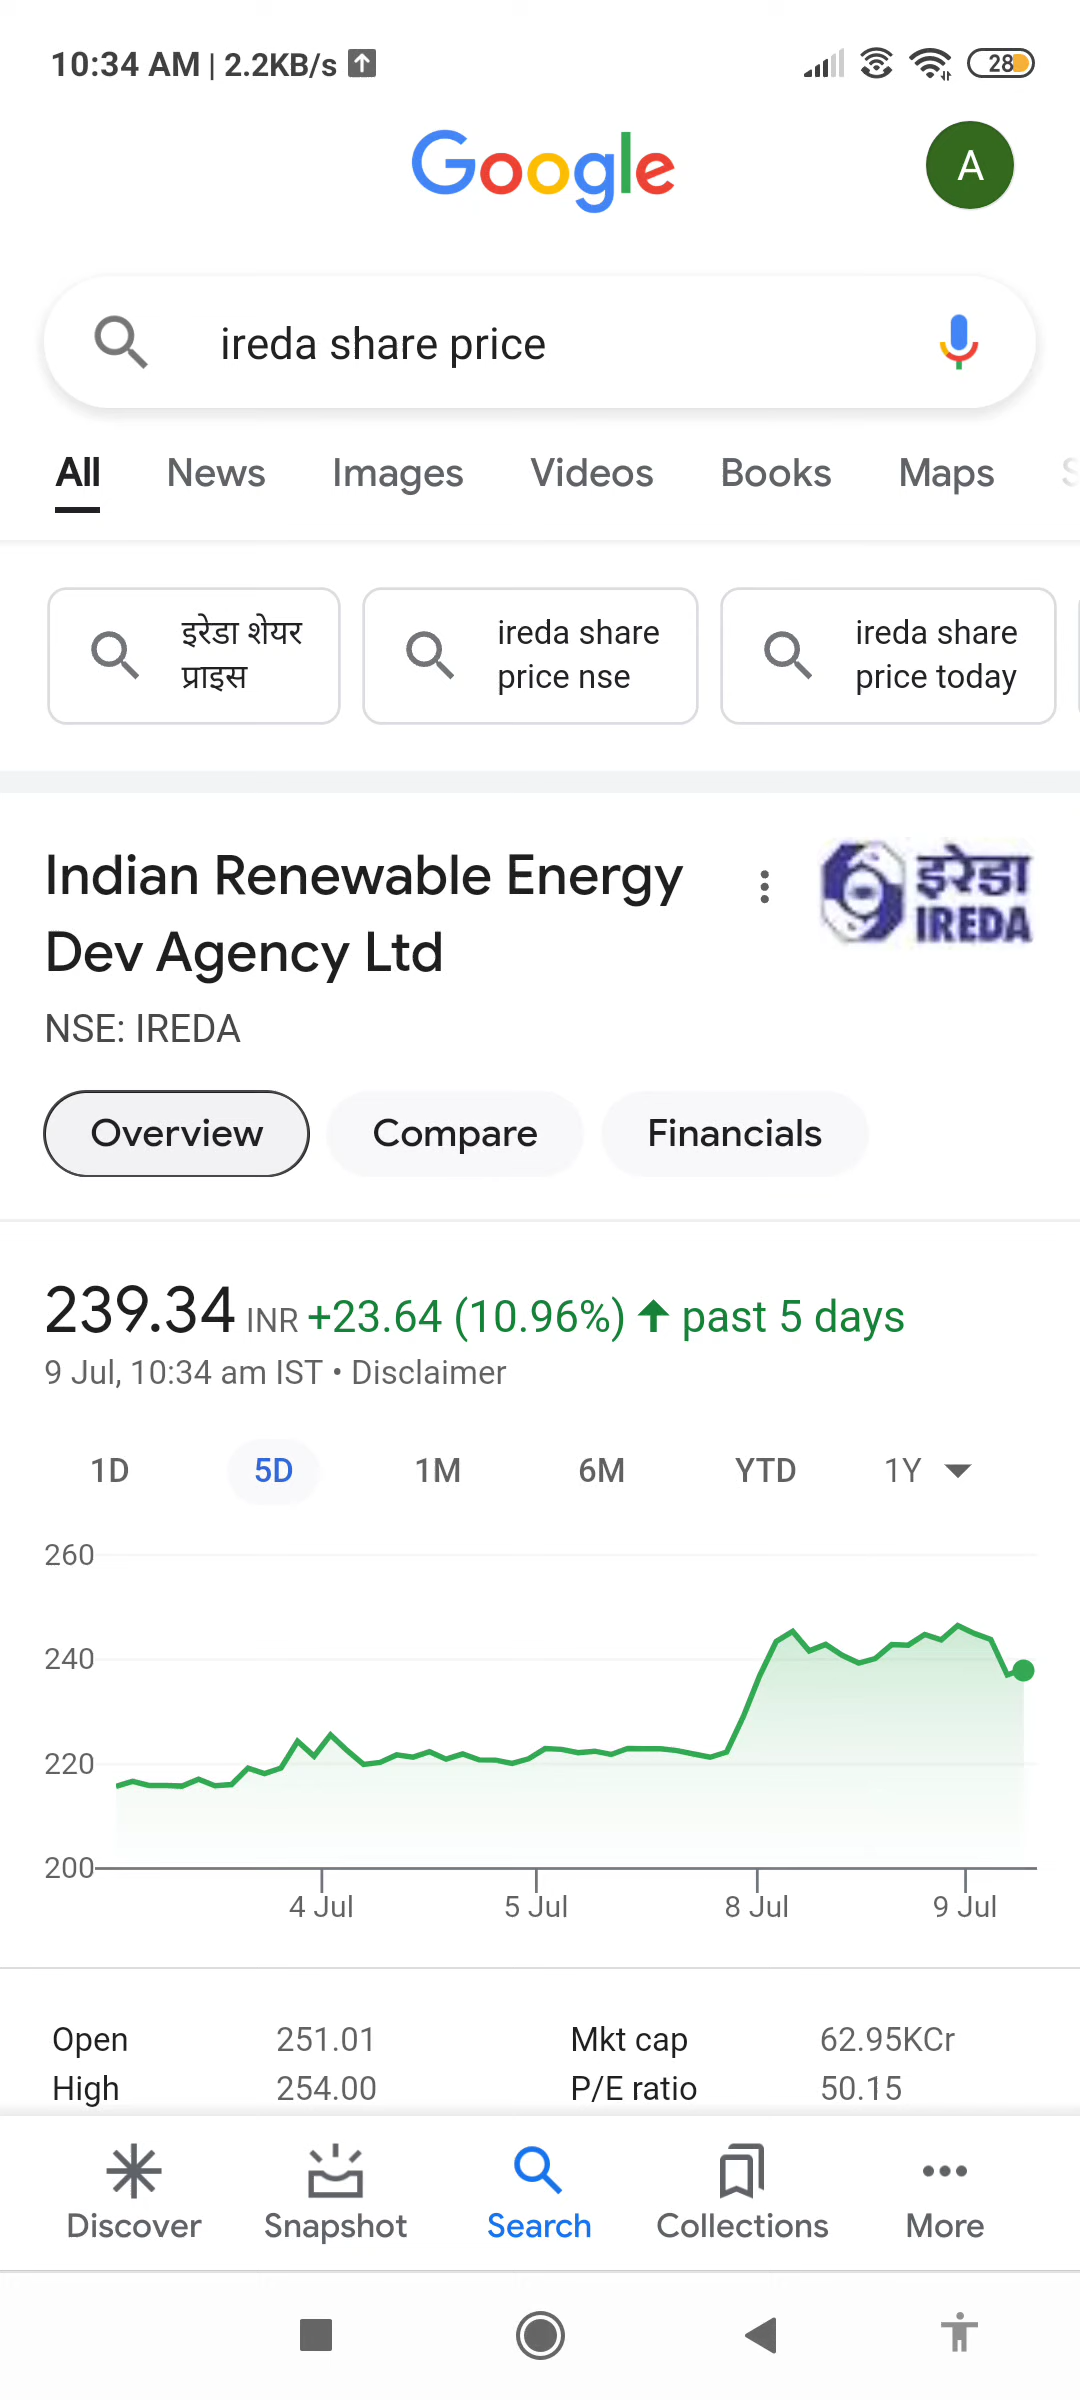 10:34 AM | 2.2KB/s
28
Google
A
ireda share price
All News Images Videos Books Maps
इरेडा शेयर
प्राइस
ireda share
price nse
ireda share
price today
Indian Renewable Energy
Dev Agency Ltd
इरेडा
IREDA
NSE: IREDA
Overview Compare Financials
239.34 INR +23.64 (10.96%) ↑ past 5 days
9 Jul, 10:34 am IST • Disclaimer
1D 5D 1M 6M YTD 1Y
260
240
220
200
4 Jul 5 Jul 8 Jul 9 Jul
Open 251.01 Mkt cap 62.95KCr
High 254.00 P/E ratio 50.15
Discover Snapshot Search Collections More